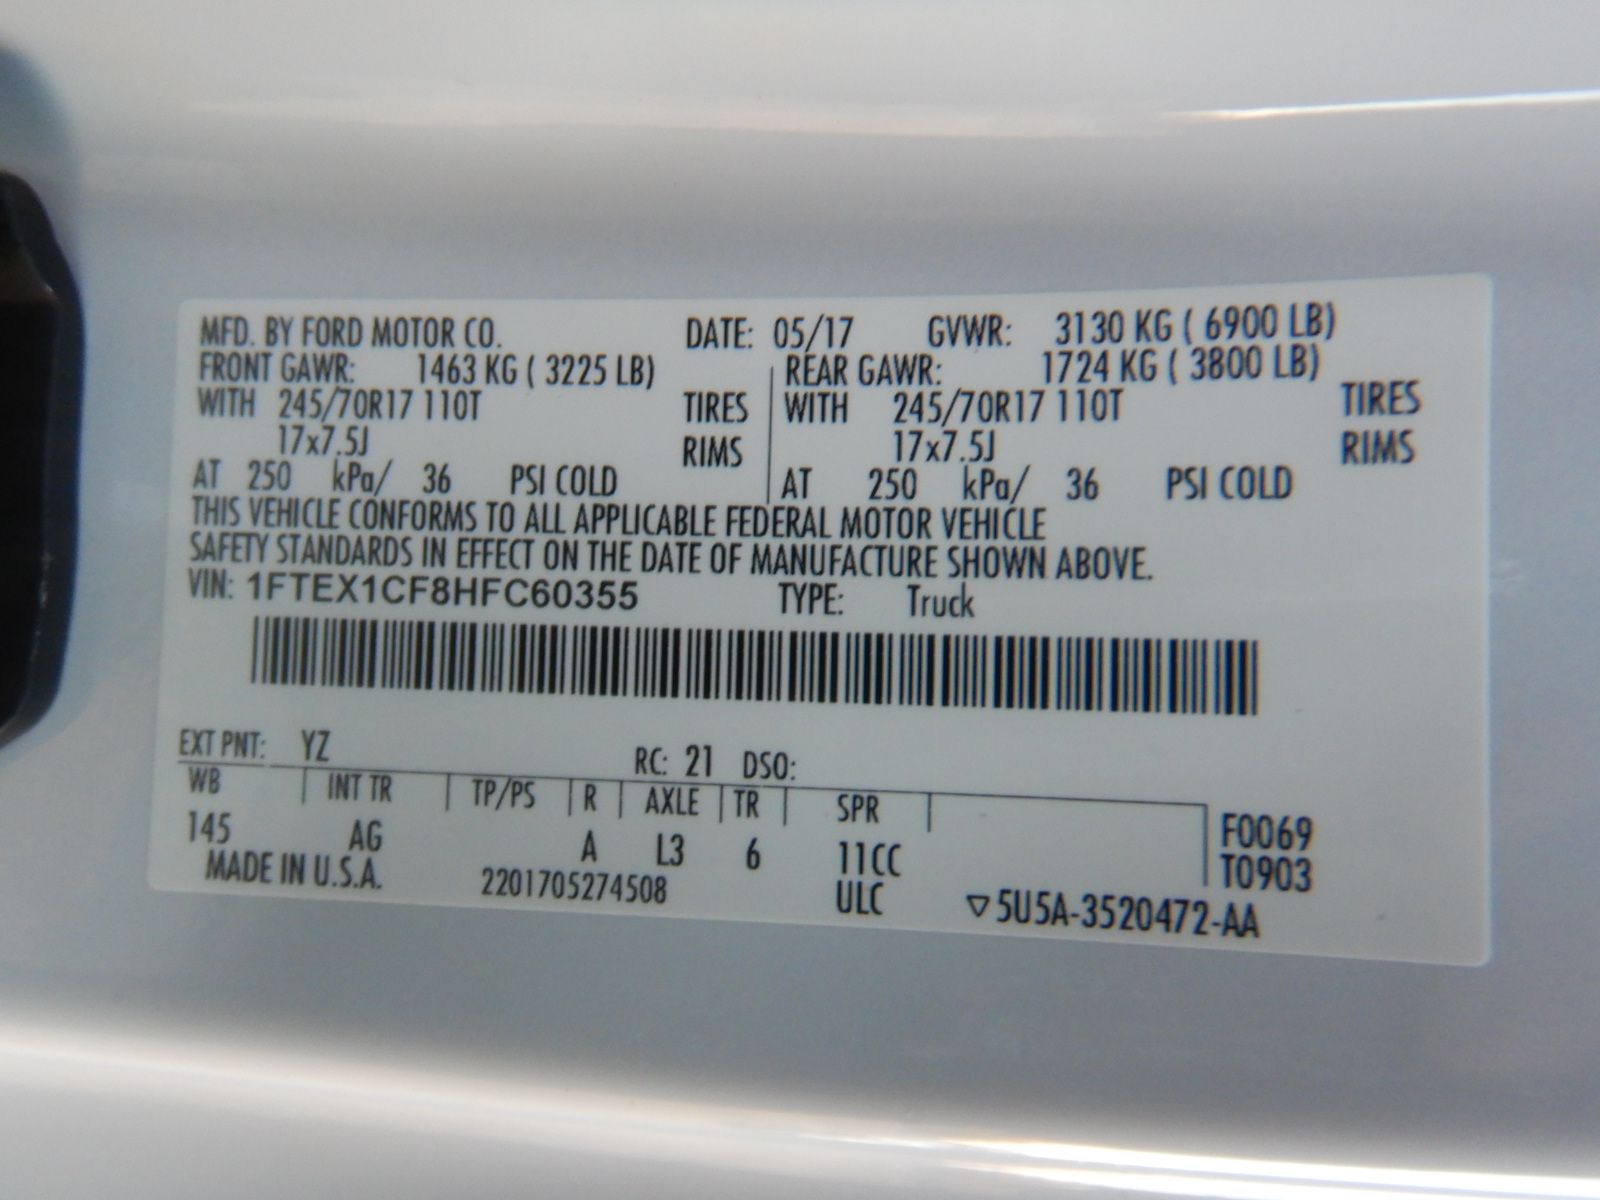 MFD. BY FORD MOTOR CO. DATE: 05/17 GVWR: 3130 KG ( 6900 LB)
FRONT GAWR: 1463 KG ( 3225 LB) REAR GAWR: 1724 KG ( 3800 LB)
WITH 245/70R17 110T TIRES WITH 245/70R17 110T TIRES
17x7.5J RIMS 17x7.5J RIMS
AT 250 kPa/ 36 PSI COLD AT 250 kPa/ 36 PSI COLD
THIS VEHICLE CONFORMS TO ALL APPLICABLE FEDERAL MOTOR VEHICLE
SAFETY STANDARDS IN EFFECT ON THE DATE OF MANUFACTURE SHOWN ABOVE.
VIN: 1FTEX1CF8HFC60355 TYPE: Truck
EXT PNT: YZ RC: 21 DSO:
WB INT TR TP/PS R AXLE TR SPR
145 AG A L3 6 11CC F0069
MADE IN U.S.A. 2201705274508 ULC ▽5U5A-3520472-AA T0903